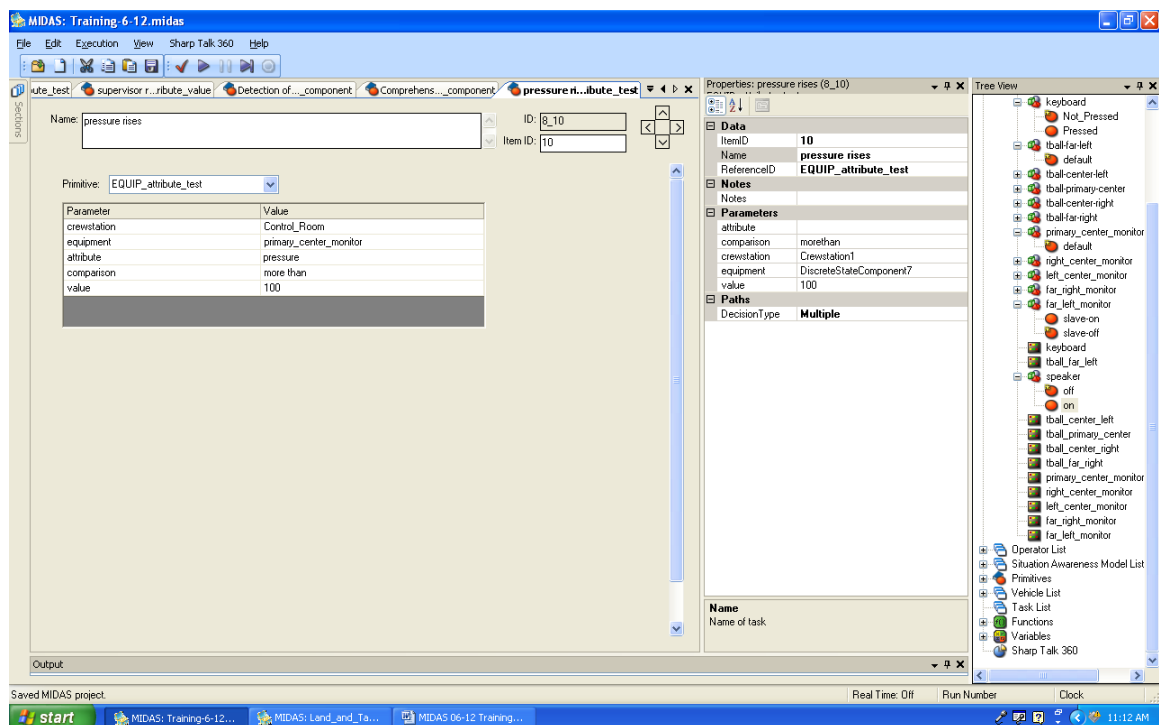 MIDAS: Training-6-12.midas
File Edit Execution View Sharp Talk 360 Help
Sections
ute_test supervisor r...ribute_value Detection of..._component Comprehens..._component pressure ri...ibute_test
Name: pressure rises
ID: 8_10
Item ID: 10
Primitive: EQUIP_attribute_test
Parameter Value
crewstation Control_Room
equipment primary_center_monitor
attribute pressure
comparison more than
value 100
Properties: pressure rises (8_10)
Data
ItemID 10
Name pressure rises
ReferenceID EQUIP_attribute_test
Notes
Notes
Parameters
attribute
comparison morethan
crewstation Crewstation1
equipment DiscreteStateComponent7
value 100
Paths
DecisionType Multiple
Name
Name of task
Tree View
keyboard
Not_Pressed
Pressed
tball-far-left
default
tball-center-left
tball-primary-center
tball-center-right
tball-far-right
primary_center_monitor
default
right_center_monitor
left_center_monitor
far_right_monitor
far_left_monitor
slave-on
slave-off
keyboard
tball_far_left
speaker
off
on
tball_center_left
tball_primary_center
tball_center_right
tball_far_right
primary_center_monitor
right_center_monitor
left_center_monitor
far_right_monitor
far_left_monitor
Operator List
Situation Awareness Model List
Primitives
Vehicle List
Task List
Functions
Variables
Sharp Talk 360
Output
Saved MIDAS project. Real Time: Off Run Number Clock
start MIDAS: Training-6-12... MIDAS: Land_and_Ta... MIDAS 06-12 Training... 11:12 AM